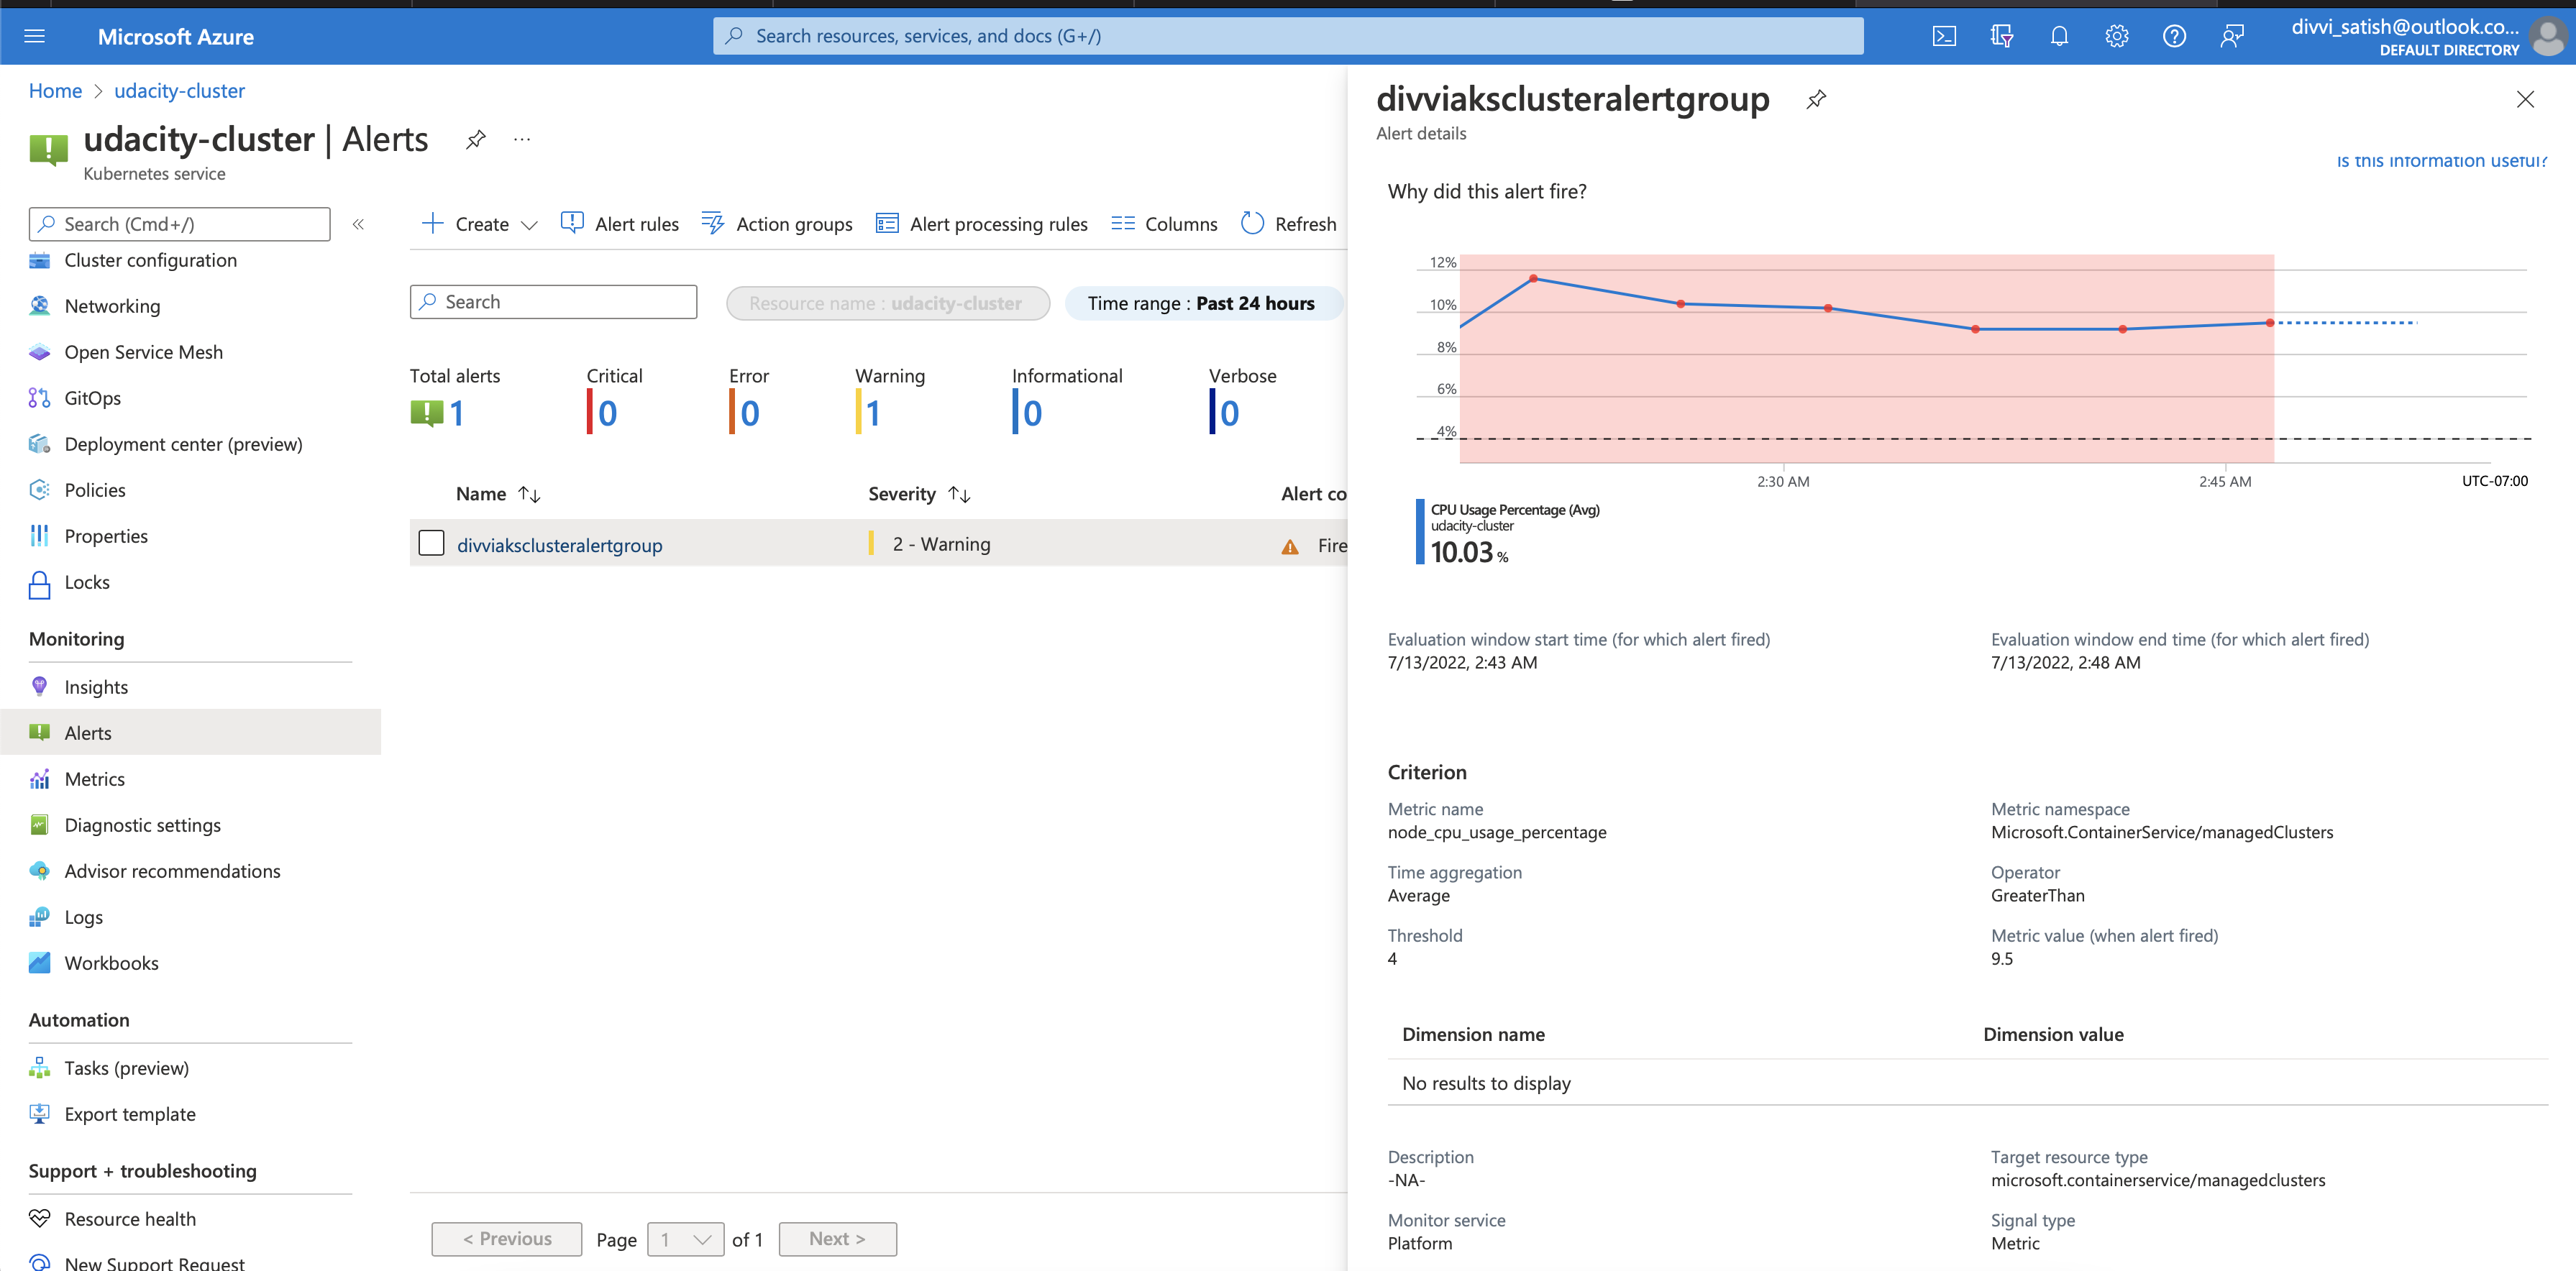 Microsoft Azure
Search resources, services, and docs (G+/)
divvi_satish@outlook.co...
DEFAULT DIRECTORY
Home > udacity-cluster
udacity-cluster | Alerts
...
Kubernetes service
Search (Cmd+/)
«
Cluster configuration
Networking
Open Service Mesh
GitOps
Deployment center (preview)
Policies
Properties
Locks
Monitoring
Insights
Alerts
Metrics
Diagnostic settings
Advisor recommendations
Logs
Workbooks
Automation
Tasks (preview)
Export template
Support + troubleshooting
Resource health
New Support Request
Create
Alert rules
Action groups
Alert processing rules
Columns
Refresh
Search
Resource name : udacity-cluster
Time range : Past 24 hours
Total alerts
1
Critical
0
Error
0
Warning
1
Informational
0
Verbose
0
Name ↑↓
Severity ↑↓
Alert co
divviaksclusteralertgroup
2 - Warning
Fire
< Previous
Page
1
of 1
Next >
divviaksclusteralertgroup
Alert details
Is this information useful?
Why did this alert fire?
12%
10%
8%
6%
4%
2:30 AM
2:45 AM
UTC-07:00
CPU Usage Percentage (Avg)
udacity-cluster
10.03 %
Evaluation window start time (for which alert fired)
7/13/2022, 2:43 AM
Evaluation window end time (for which alert fired)
7/13/2022, 2:48 AM
Criterion
Metric name
node_cpu_usage_percentage
Metric namespace
Microsoft.ContainerService/managedClusters
Time aggregation
Average
Operator
GreaterThan
Threshold
4
Metric value (when alert fired)
9.5
Dimension name
Dimension value
No results to display
Description
-NA-
Target resource type
microsoft.containerservice/managedclusters
Monitor service
Platform
Signal type
Metric